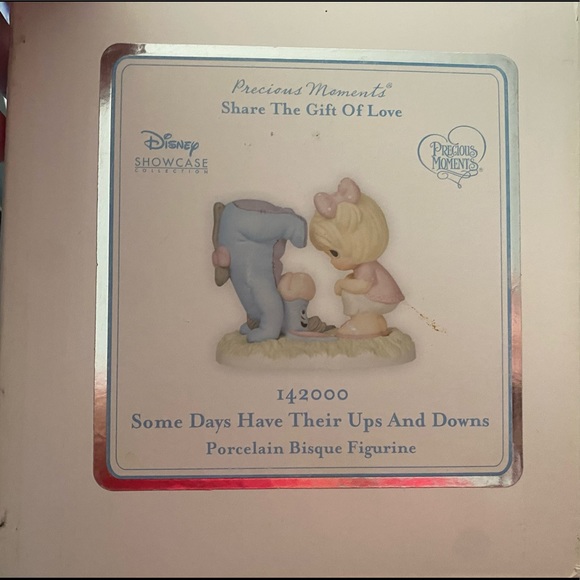 Precious Moments®
Share The Gift Of Love
Disney
SHOWCASE
COLLECTION
PRECIOUS
MOMENTS®
142000
Some Days Have Their Ups And Downs
Porcelain Bisque Figurine